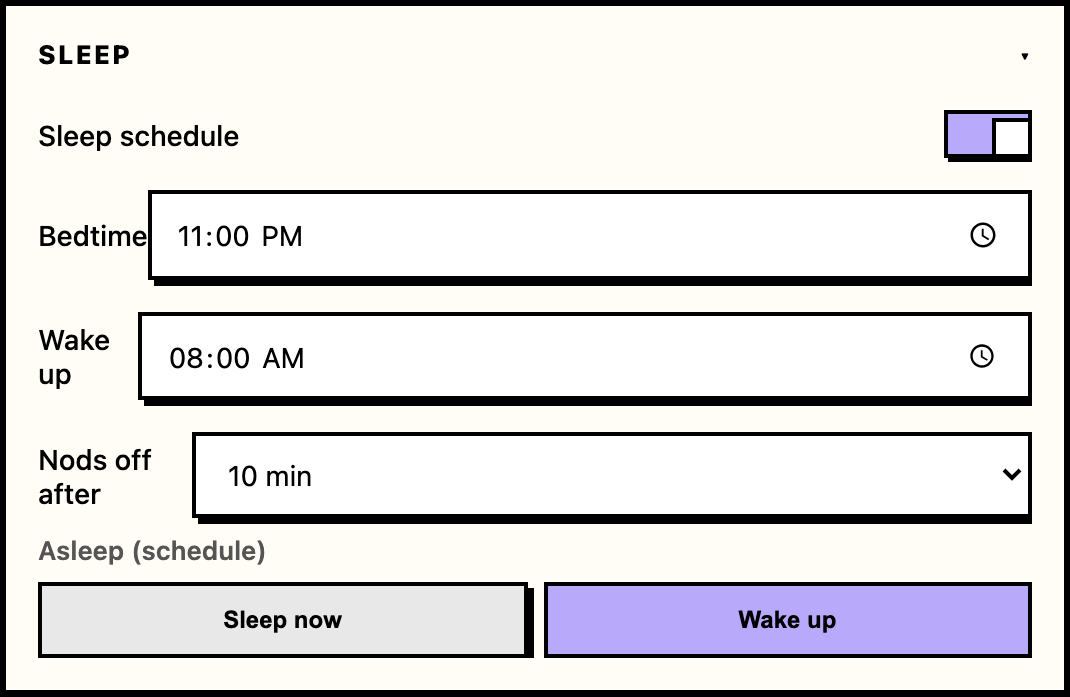 SLEEP
Sleep schedule
Bedtime 11:00 PM
Wake
up
08:00 AM
Nods off
after
10 min
Asleep (schedule)
Sleep now Wake up